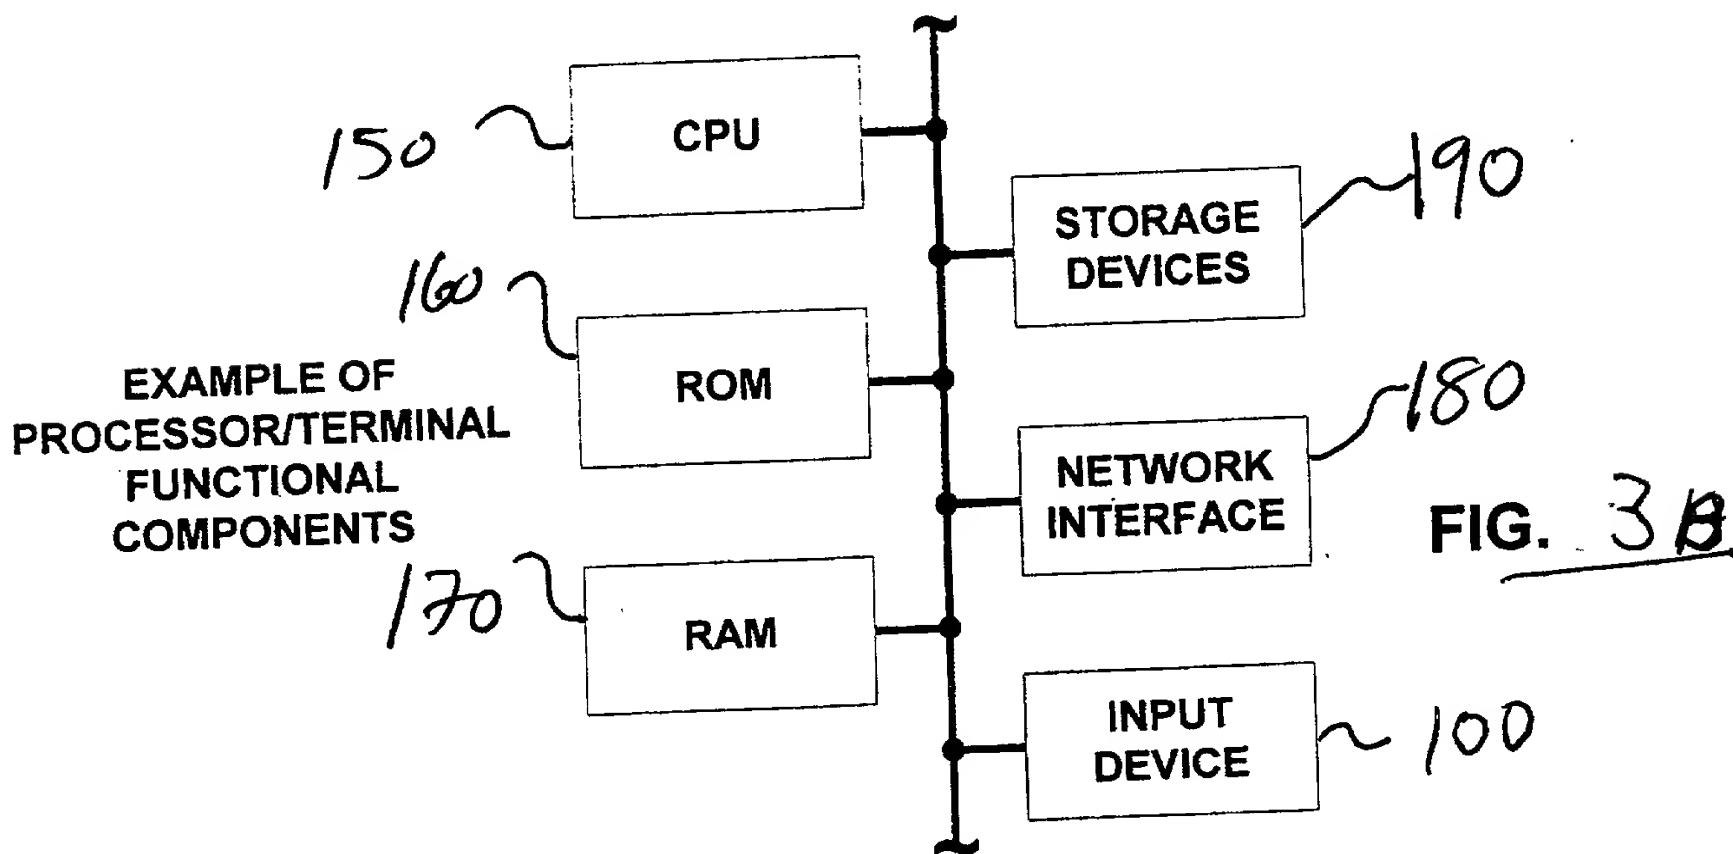 CPU
150
STORAGE
DEVICES
190
160
ROM
EXAMPLE OF
PROCESSOR/TERMINAL
FUNCTIONAL
COMPONENTS
NETWORK
INTERFACE
180
FIG. 3B
170
RAM
INPUT
DEVICE
100